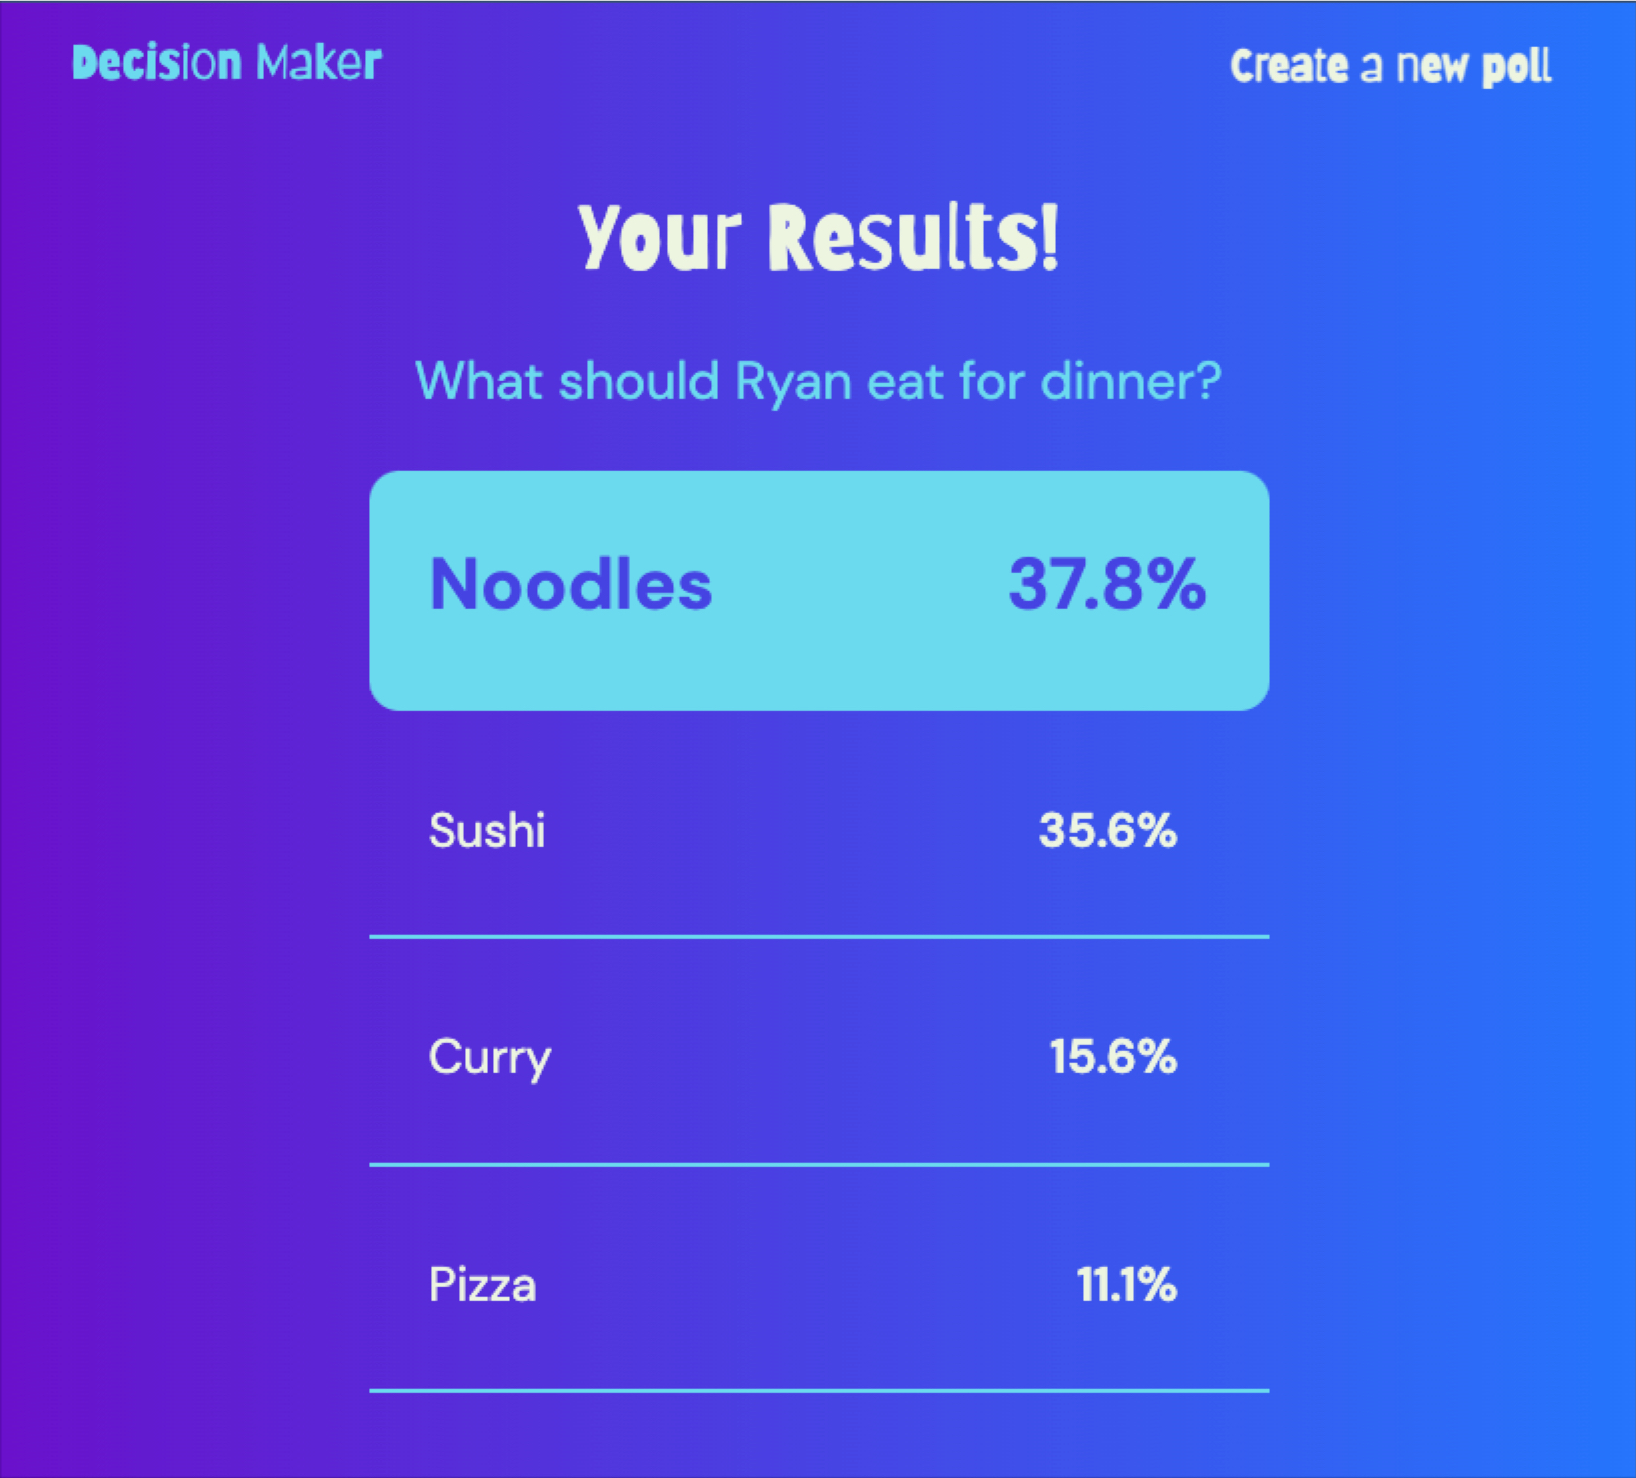 Decision Maker
Create a new poll
Your Results!
What should Ryan eat for dinner?
Noodles 37.8%
Sushi 35.6%
Curry 15.6%
Pizza 11.1%